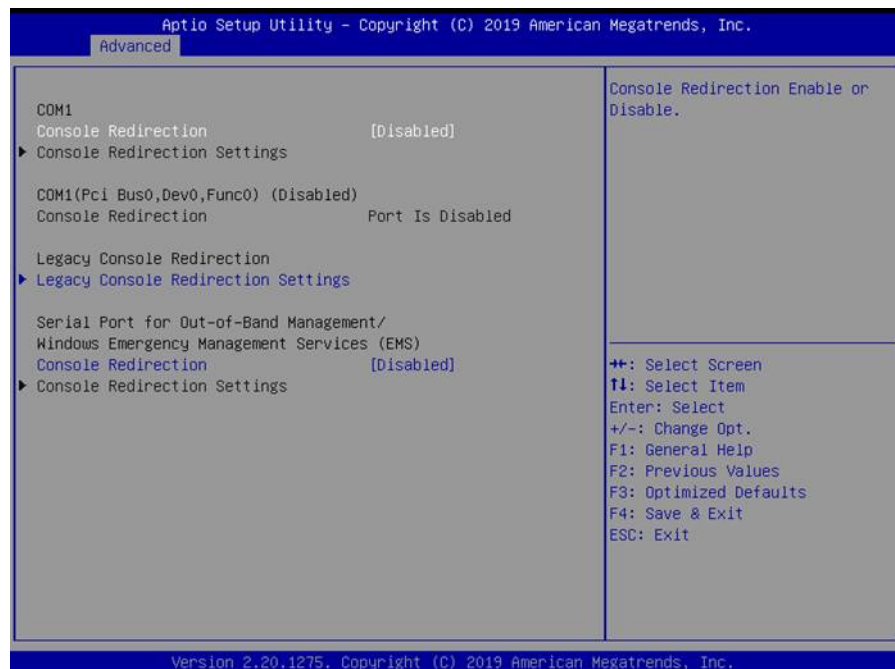 Aptio Setup Utility – Copyright (C) 2019 American Megatrends, Inc.
Advanced
COM1
Console Redirection [Disabled]
Console Redirection Settings
COM1(Pci Bus0,Dev0,Func0) (Disabled)
Console Redirection Port Is Disabled
Legacy Console Redirection
Legacy Console Redirection Settings
Serial Port for Out-of-Band Management/
Windows Emergency Management Services (EMS)
Console Redirection [Disabled]
Console Redirection Settings
Console Redirection Enable or
Disable.
→←: Select Screen
↑↓: Select Item
Enter: Select
+/-: Change Opt.
F1: General Help
F2: Previous Values
F3: Optimized Defaults
F4: Save & Exit
ESC: Exit
Version 2.20.1275. Copyright (C) 2019 American Megatrends, Inc.